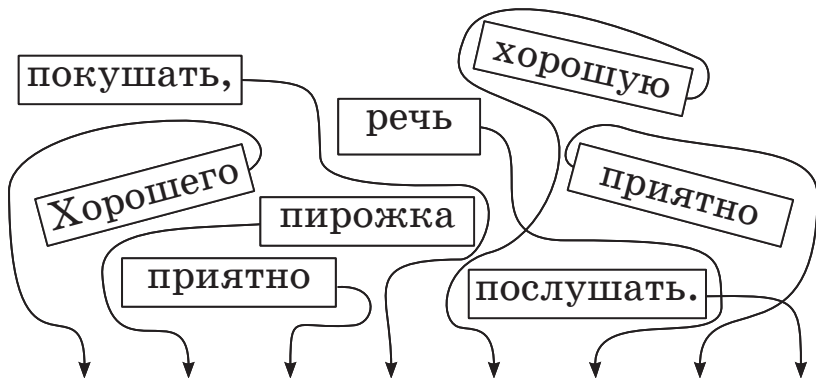 покушать,
хорошую
речь
Хорошего
приятно
пирожка
приятно
послушать.